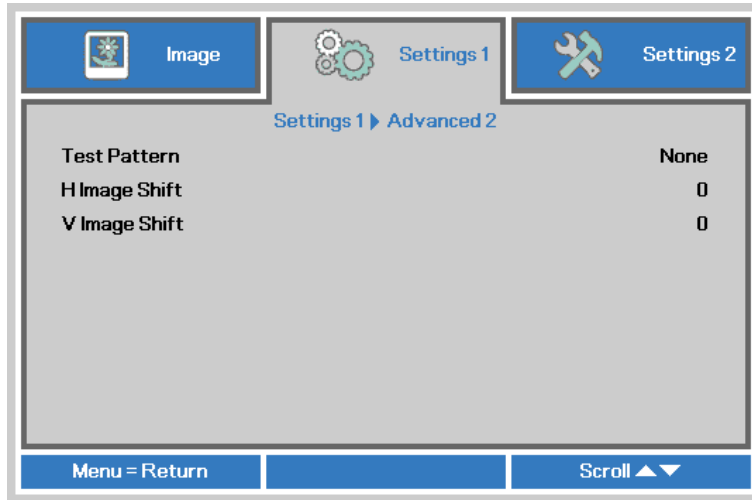 Image
Settings 1
Settings 2
Settings 1 ▶ Advanced 2
Test Pattern None
H Image Shift 0
V Image Shift 0
Menu = Return
Scroll ▲▼